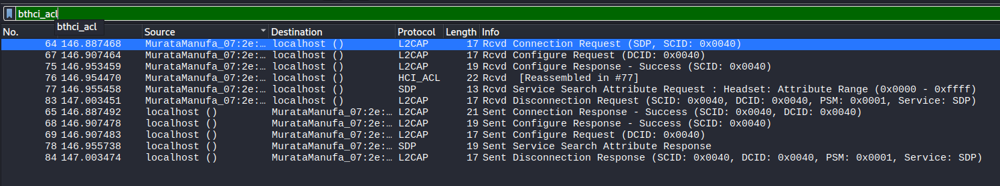 bthci_acl
bthci_acl
No. Source Destination Protocol Length Info
64 146.887468 MurataManufa_07:2e:… localhost () L2CAP 17 Rcvd Connection Request (SDP, SCID: 0x0040)
67 146.907464 MurataManufa_07:2e:… localhost () L2CAP 17 Rcvd Configure Request (DCID: 0x0040)
75 146.953459 MurataManufa_07:2e:… localhost () L2CAP 19 Rcvd Configure Response - Success (SCID: 0x0040)
76 146.954470 MurataManufa_07:2e:… localhost () HCI_ACL 22 Rcvd  [Reassembled in #77]
77 146.955458 MurataManufa_07:2e:… localhost () SDP 13 Rcvd Service Search Attribute Request : Headset: Attribute Range (0x0000 - 0xffff)
83 147.003451 MurataManufa_07:2e:… localhost () L2CAP 17 Rcvd Disconnection Request (SCID: 0x0040, DCID: 0x0040, PSM: 0x0001, Service: SDP)
65 146.887492 localhost () MurataManufa_07:2e:… L2CAP 21 Sent Connection Response - Success (SCID: 0x0040, DCID: 0x0040)
68 146.907478 localhost () MurataManufa_07:2e:… L2CAP 19 Sent Configure Response - Success (SCID: 0x0040)
69 146.907483 localhost () MurataManufa_07:2e:… L2CAP 17 Sent Configure Request (DCID: 0x0040)
78 146.955738 localhost () MurataManufa_07:2e:… SDP 19 Sent Service Search Attribute Response
84 147.003474 localhost () MurataManufa_07:2e:… L2CAP 17 Sent Disconnection Response (SCID: 0x0040, DCID: 0x0040, PSM: 0x0001, Service: SDP)